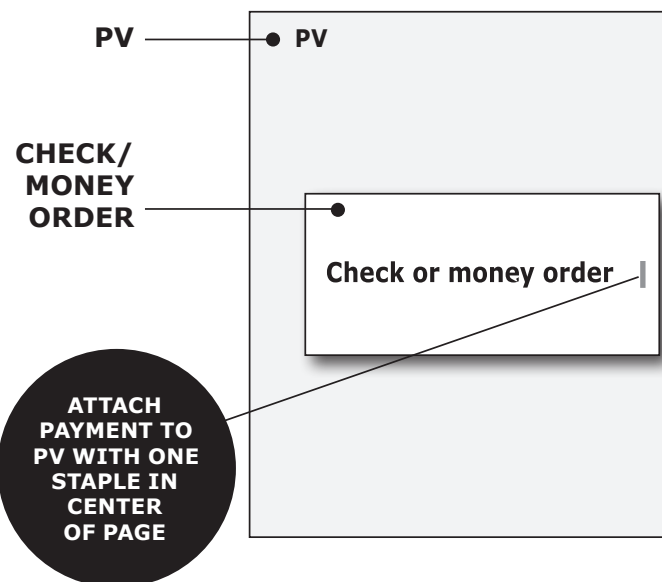 PV
PV
CHECK/
MONEY
ORDER
Check or money order
ATTACH
PAYMENT TO
PV WITH ONE
STAPLE IN
CENTER
OF PAGE